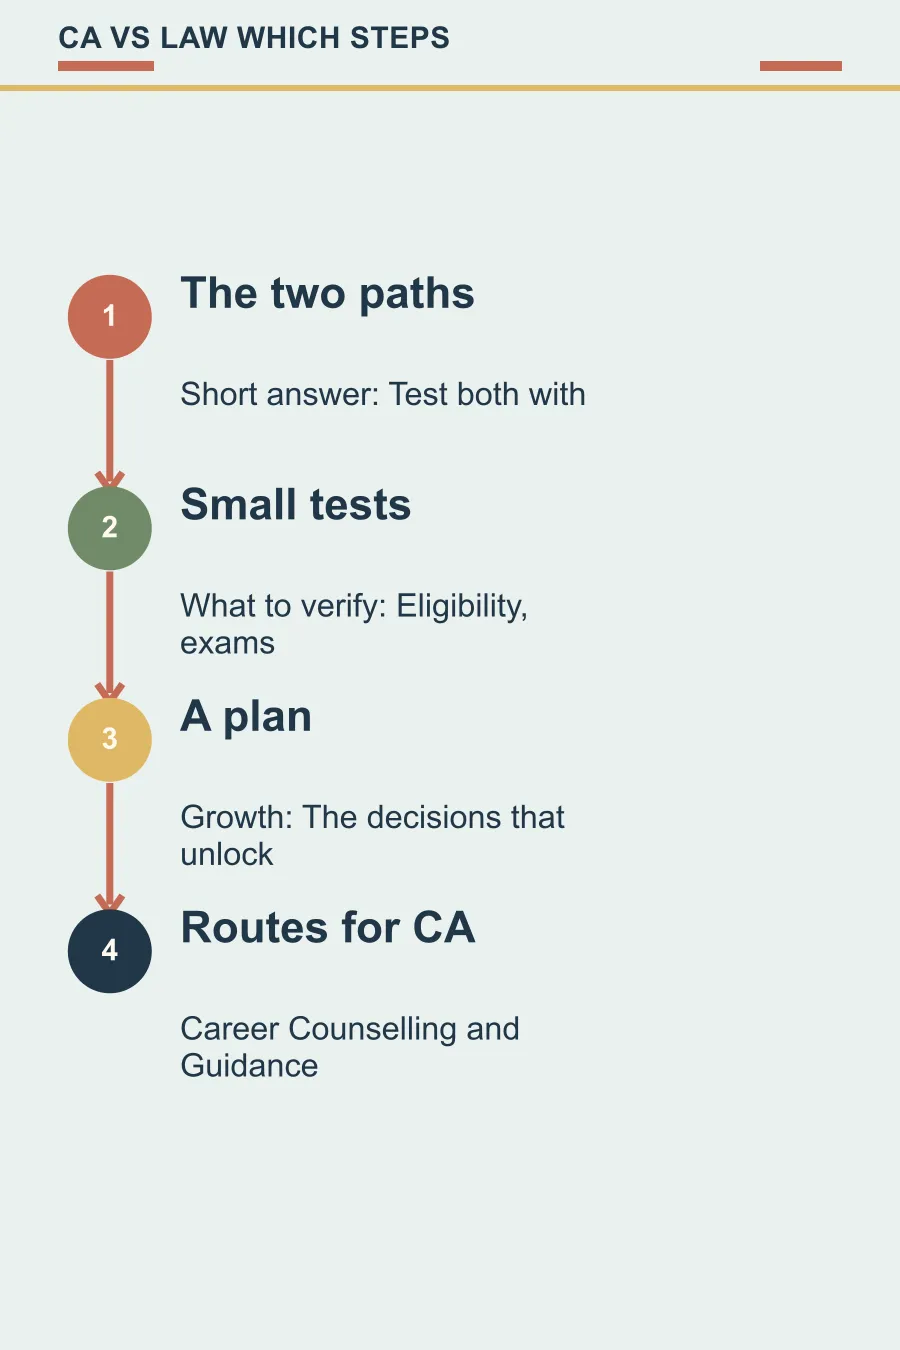 CA VS LAW WHICH STEPS
1
The two paths
Short answer: Test both with
2
Small tests
What to verify: Eligibility,
exams
3
A plan
Growth: The decisions that
unlock
4
Routes for CA
Career Counselling and
Guidance